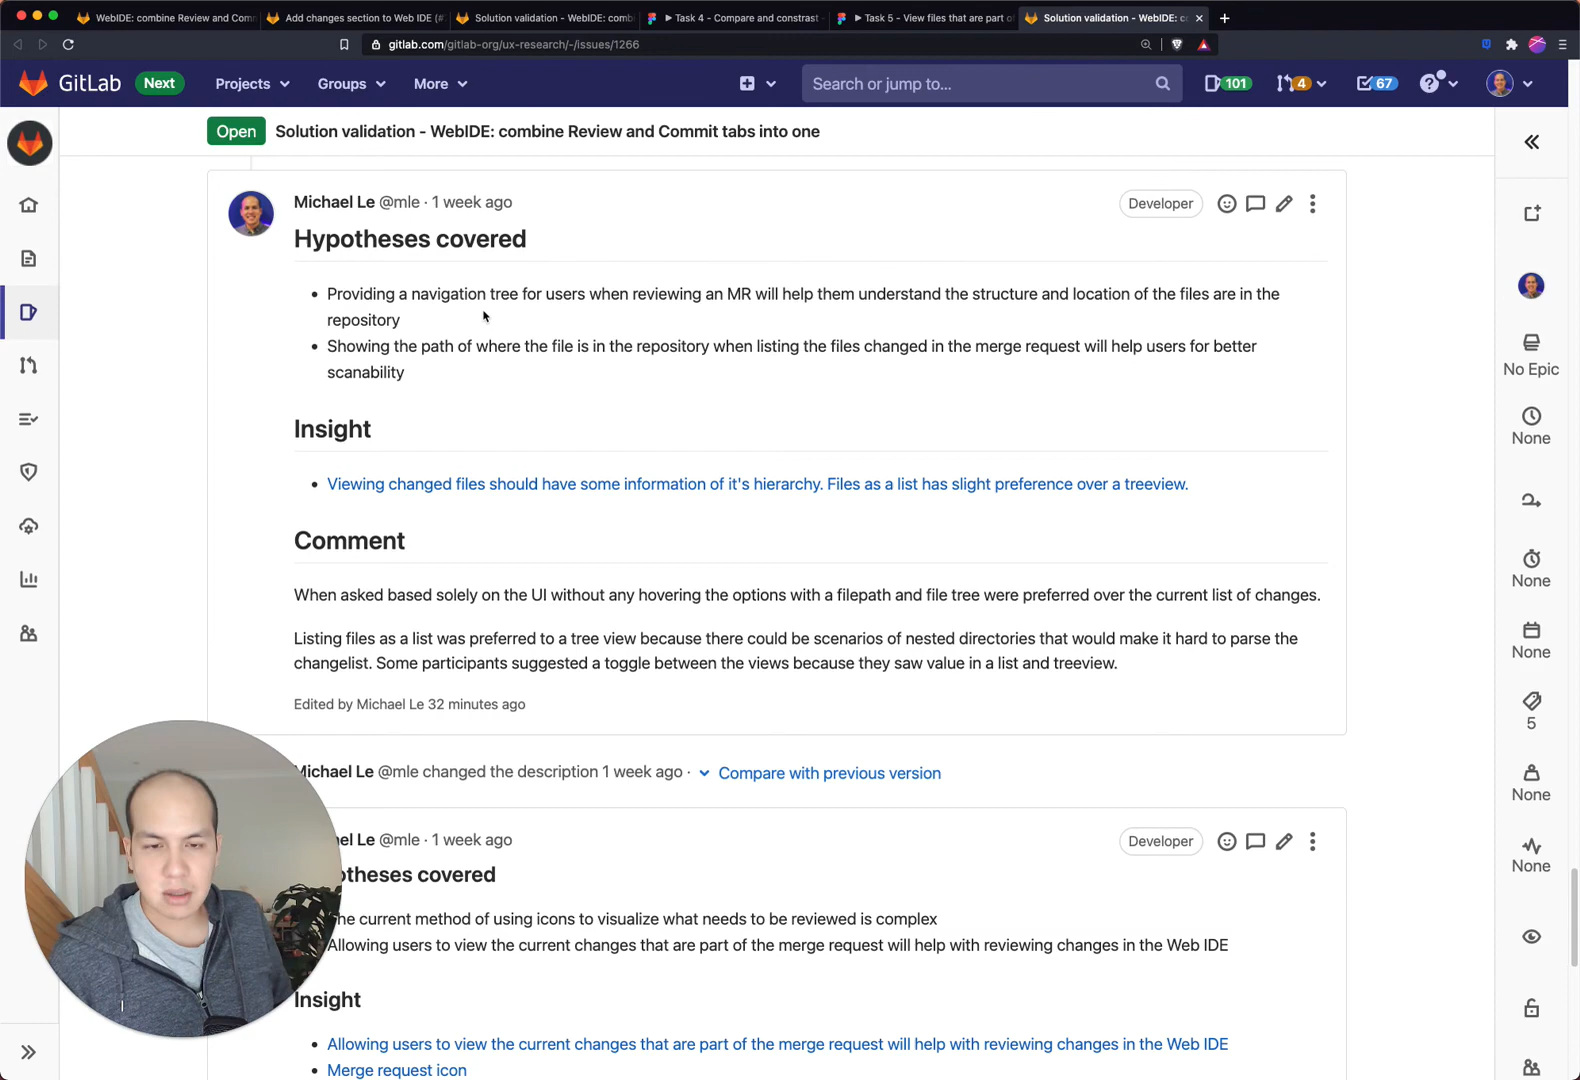 WebIDE: combine Review and Comm
Add changes section to Web IDE (#
Solution validation - WebIDE: comb
Task 4 - Compare and constrast -
Task 5 - View files that are part of
Solution validation - WebIDE: co
gitlab.com/gitlab-org/ux-research/-/issues/1266
GitLab Next Projects Groups More Search or jump to... 101 4 67
Open Solution validation - WebIDE: combine Review and Commit tabs into one
Michael Le @mle · 1 week ago Developer
Hypotheses covered
Providing a navigation tree for users when reviewing an MR will help them understand the structure and location of the files are in the
repository
Showing the path of where the file is in the repository when listing the files changed in the merge request will help users for better
scanability
Insight
Viewing changed files should have some information of it's hierarchy. Files as a list has slight preference over a treeview.
Comment
When asked based solely on the UI without any hovering the options with a filepath and file tree were preferred over the current list of changes.
Listing files as a list was preferred to a tree view because there could be scenarios of nested directories that would make it hard to parse the
changelist. Some participants suggested a toggle between the views because they saw value in a list and treeview.
Edited by Michael Le 32 minutes ago
Michael Le @mle changed the description 1 week ago · Compare with previous version
el Le @mle · 1 week ago Developer
otheses covered
he current method of using icons to visualize what needs to be reviewed is complex
Allowing users to view the current changes that are part of the merge request will help with reviewing changes in the Web IDE
Insight
Allowing users to view the current changes that are part of the merge request will help with reviewing changes in the Web IDE
Merge request icon
No Epic
None
None
None
5
None
None